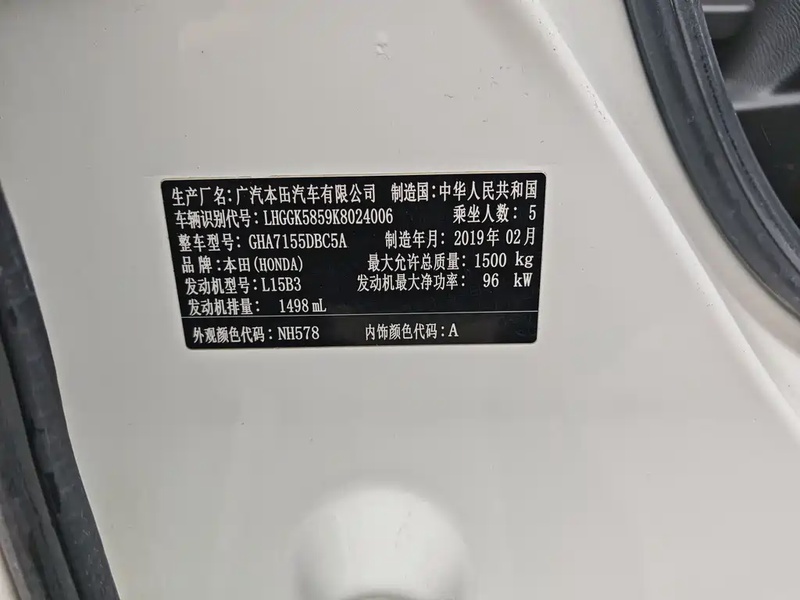 生产厂名:广汽本田汽车有限公司 制造国:中华人民共和国
车辆识别代号:LHGGK5859K8024006 乘坐人数:5
整车型号:GHA7155DBC5A 制造年月:2019年02月
品牌:本田(HONDA) 最大允许总质量:1500 kg
发动机型号:L15B3 发动机最大净功率:96 kW
发动机排量: 1498 mL
外观颜色代码:NH578 内饰颜色代码:A